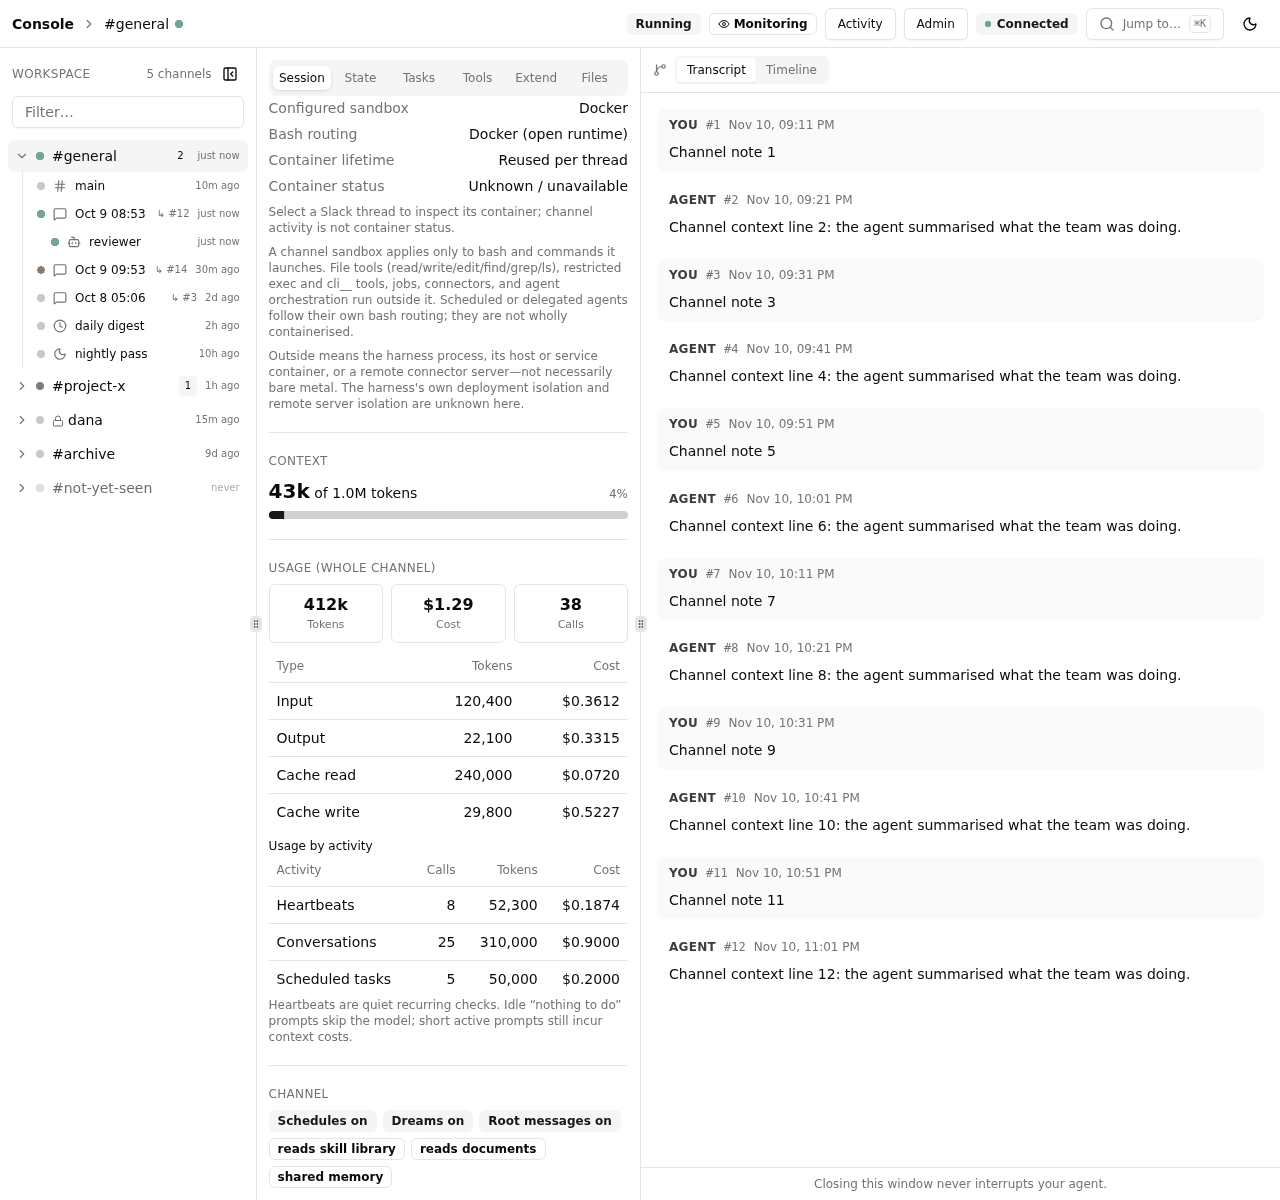 Console > #general
Running
Monitoring
Activity
Admin
Connected
Jump to… ⌘K
WORKSPACE 5 channels
Filter…
#general 2 just now
main 10m ago
Oct 9 08:53 ↳ #12 just now
reviewer just now
Oct 9 09:53 ↳ #14 30m ago
Oct 8 05:06 ↳ #3 2d ago
daily digest 2h ago
nightly pass 10h ago
#project-x 1 1h ago
dana 15m ago
#archive 9d ago
#not-yet-seen never
Session State Tasks Tools Extend Files
Configured sandbox Docker
Bash routing Docker (open runtime)
Container lifetime Reused per thread
Container status Unknown / unavailable
Select a Slack thread to inspect its container; channel
activity is not container status.
A channel sandbox applies only to bash and commands it
launches. File tools (read/write/edit/find/grep/ls), restricted
exec and cli__ tools, jobs, connectors, and agent
orchestration run outside it. Scheduled or delegated agents
follow their own bash routing; they are not wholly
containerised.
Outside means the harness process, its host or service
container, or a remote connector server—not necessarily
bare metal. The harness's own deployment isolation and
remote server isolation are unknown here.
CONTEXT
43k of 1.0M tokens 4%
USAGE (WHOLE CHANNEL)
412k $1.29 38
Tokens Cost Calls
Type Tokens Cost
Input 120,400 $0.3612
Output 22,100 $0.3315
Cache read 240,000 $0.0720
Cache write 29,800 $0.5227
Usage by activity
Activity Calls Tokens Cost
Heartbeats 8 52,300 $0.1874
Conversations 25 310,000 $0.9000
Scheduled tasks 5 50,000 $0.2000
Heartbeats are quiet recurring checks. Idle “nothing to do”
prompts skip the model; short active prompts still incur
context costs.
CHANNEL
Schedules on Dreams on Root messages on
reads skill library reads documents
shared memory
Transcript Timeline
YOU #1 Nov 10, 09:11 PM
Channel note 1
AGENT #2 Nov 10, 09:21 PM
Channel context line 2: the agent summarised what the team was doing.
YOU #3 Nov 10, 09:31 PM
Channel note 3
AGENT #4 Nov 10, 09:41 PM
Channel context line 4: the agent summarised what the team was doing.
YOU #5 Nov 10, 09:51 PM
Channel note 5
AGENT #6 Nov 10, 10:01 PM
Channel context line 6: the agent summarised what the team was doing.
YOU #7 Nov 10, 10:11 PM
Channel note 7
AGENT #8 Nov 10, 10:21 PM
Channel context line 8: the agent summarised what the team was doing.
YOU #9 Nov 10, 10:31 PM
Channel note 9
AGENT #10 Nov 10, 10:41 PM
Channel context line 10: the agent summarised what the team was doing.
YOU #11 Nov 10, 10:51 PM
Channel note 11
AGENT #12 Nov 10, 11:01 PM
Channel context line 12: the agent summarised what the team was doing.
Closing this window never interrupts your agent.